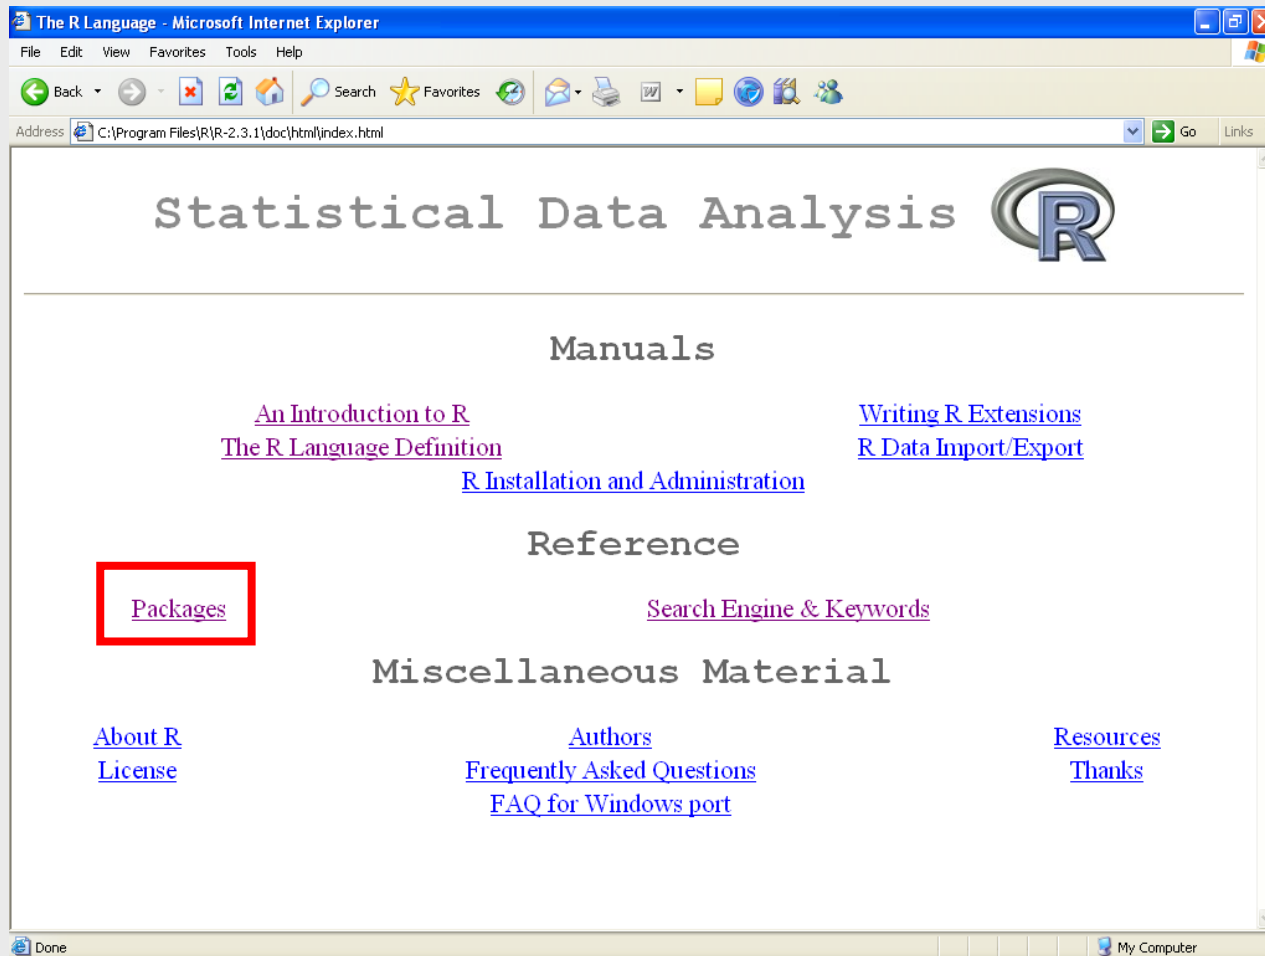 The R Language - Microsoft Internet Explorer
File Edit View Favorites Tools Help
Back Search Favorites W
Address C:\Program Files\R\R-2.3.1\doc\html\index.html Go Links
Statistical Data Analysis R
Manuals
An Introduction to R Writing R Extensions
The R Language Definition R Data Import/Export
R Installation and Administration
Reference
Packages Search Engine & Keywords
Miscellaneous Material
About R Authors Resources
License Frequently Asked Questions Thanks
FAQ for Windows port
Done My Computer